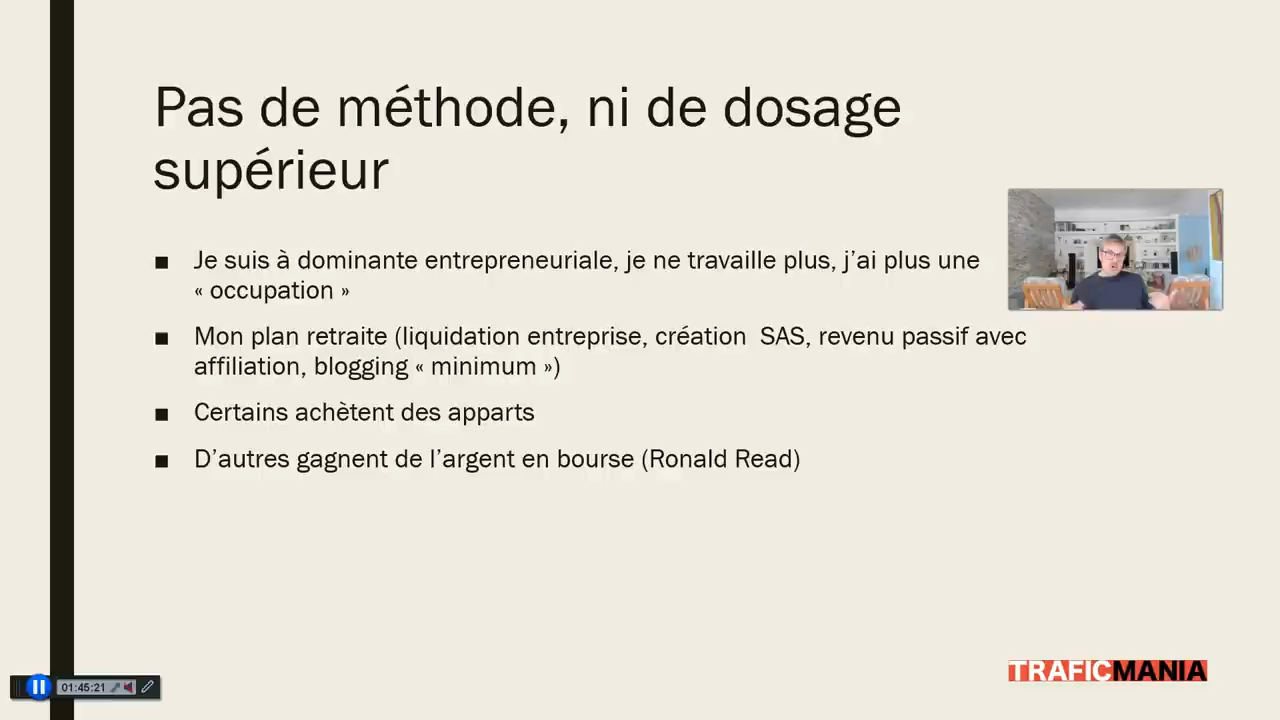 Pas de méthode, ni de dosage
supérieur
■ Je suis à dominante entrepreneuriale, je ne travaille plus, j’ai plus une
« occupation »
■ Mon plan retraite (liquidation entreprise, création  SAS, revenu passif avec
affiliation, blogging « minimum »)
■ Certains achètent des apparts
■ D’autres gagnent de l’argent en bourse (Ronald Read)
TRAFICMANIA
01:45:21